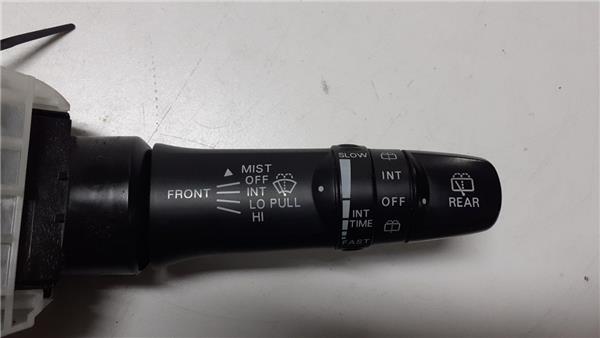 FRONT
MIST
OFF
INT
LO PULL
HI
SLOW
INT TIME
FAST
INT
OFF
REAR